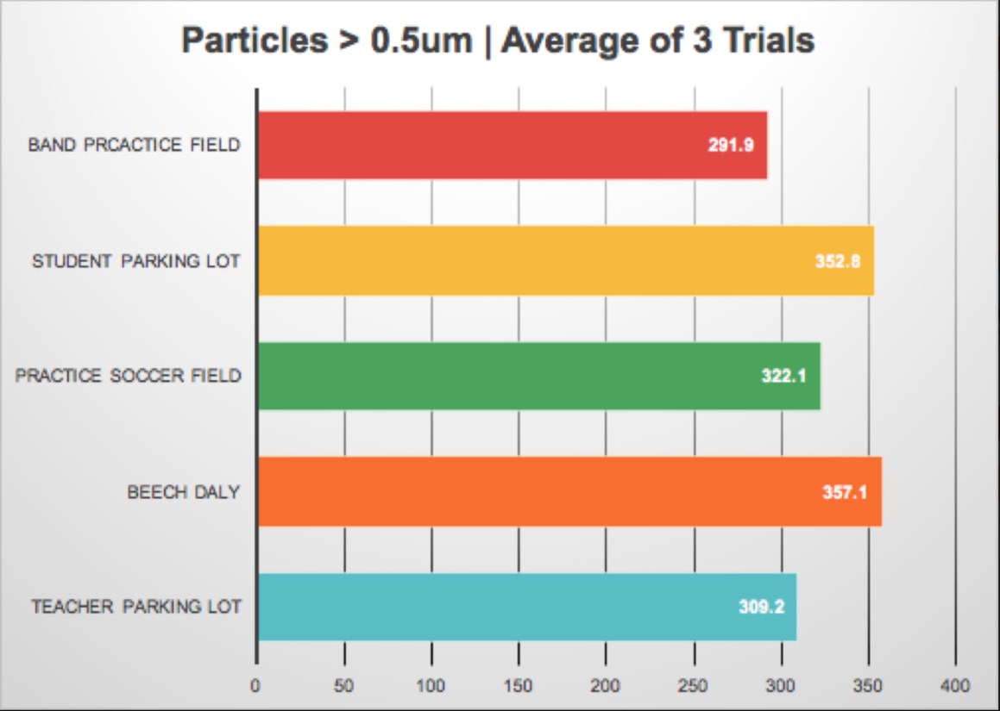 Particles > 0.5um | Average of 3 Trials
BAND PRCACTICE FIELD
291.9
STUDENT PARKING LOT
352.8
PRACTICE SOCCER FIELD
322.1
BEECH DALY
357.1
TEACHER PARKING LOT
309.2
0 50 100 150 200 250 300 350 400